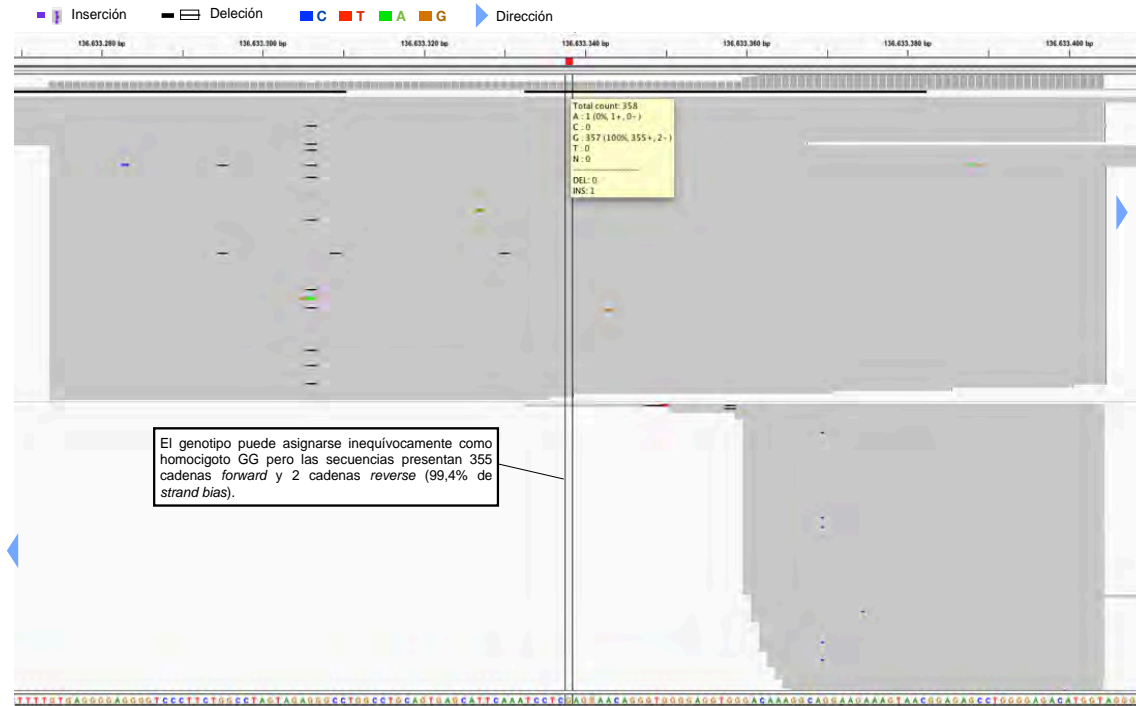 Inserción Deleción C T A G Dirección
136.633.280 bp 136.633.300 bp 136.633.320 bp 136.633.340 bp 136.633.360 bp 136.633.380 bp 136.633.400 bp
Total count: 358
A : 1 (0%, 1+, 0- )
C : 0
G : 357 (100%, 355+, 2- )
T : 0
N : 0
DEL: 0
INS: 1
El genotipo puede asignarse inequívocamente como
homocigoto GG pero las secuencias presentan 355
cadenas forward y 2 cadenas reverse (99,4% de
strand bias).